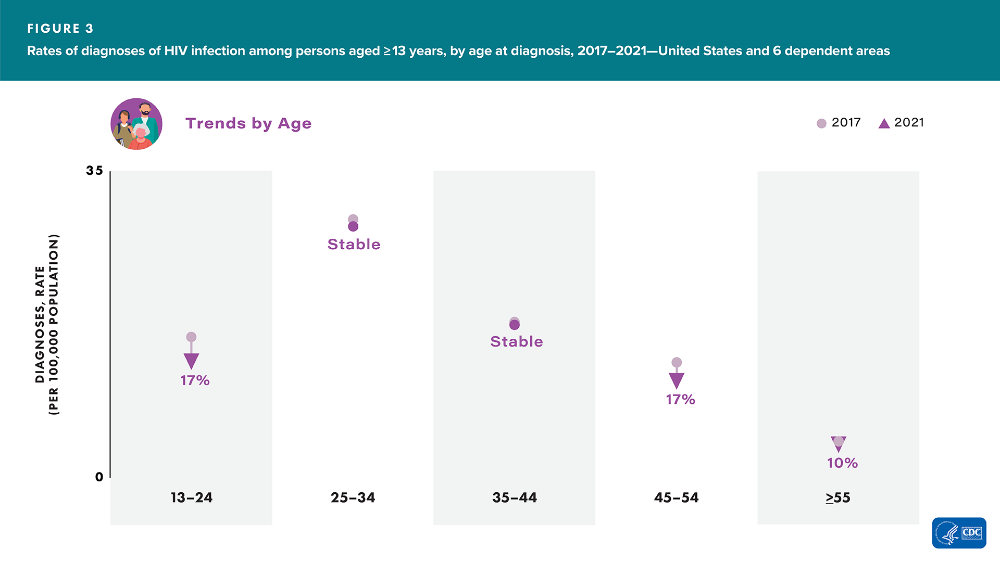 FIGURE 3
Rates of diagnoses of HIV infection among persons aged ≥13 years, by age at diagnosis, 2017–2021—United States and 6 dependent areas
Trends by Age
2017
2021
35
DIAGNOSES, RATE
(PER 100,000 POPULATION)
Stable
Stable
17%
17%
10%
0
13–24
25–34
35–44
45–54
≥55
CDC